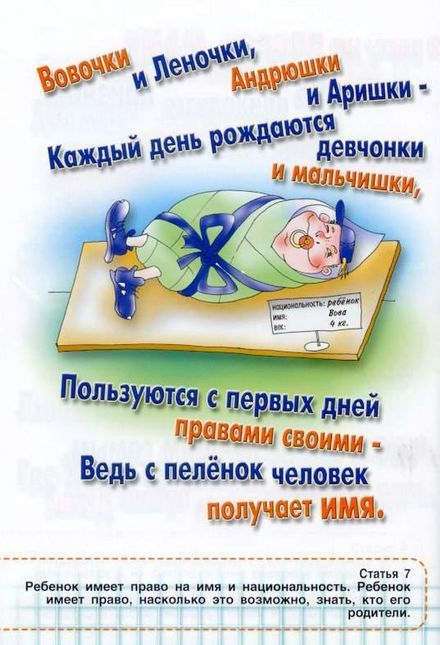 Вовочки и Леночки,
Андрюшки и Аришки -
Каждый день рождаются
девчонки
и мальчишки,
национальность: ребёнок
имя: Вова
вес: 4 кг.
Пользуются с первых дней
правами своими -
Ведь с пелёнок человек
получает ИМЯ.
Статья 7
Ребенок имеет право на имя и национальность. Ребенок
имеет право, насколько это возможно, знать, кто его
родители.